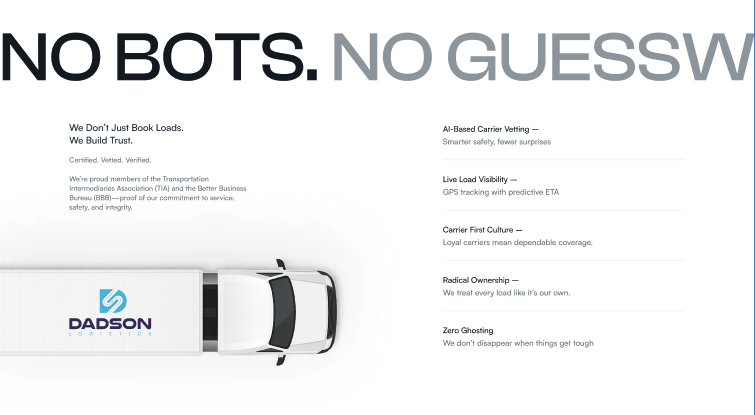 NO BOTS. NO GUESSW
We Don't Just Book Loads.
We Build Trust.
Certified. Vetted. Verified.
We're proud members of the Transportation
Intermediaries Association (TIA) and the Better Business
Bureau (BBB)—proof of our commitment to service,
safety, and integrity.
DADSON
LOGISTICS
AI-Based Carrier Vetting —
Smarter safety, fewer surprises
Live Load Visibility —
GPS tracking with predictive ETA
Carrier First Culture —
Loyal carriers mean dependable coverage.
Radical Ownership —
We treat every load like it's our own.
Zero Ghosting
We don't disappear when things get tough